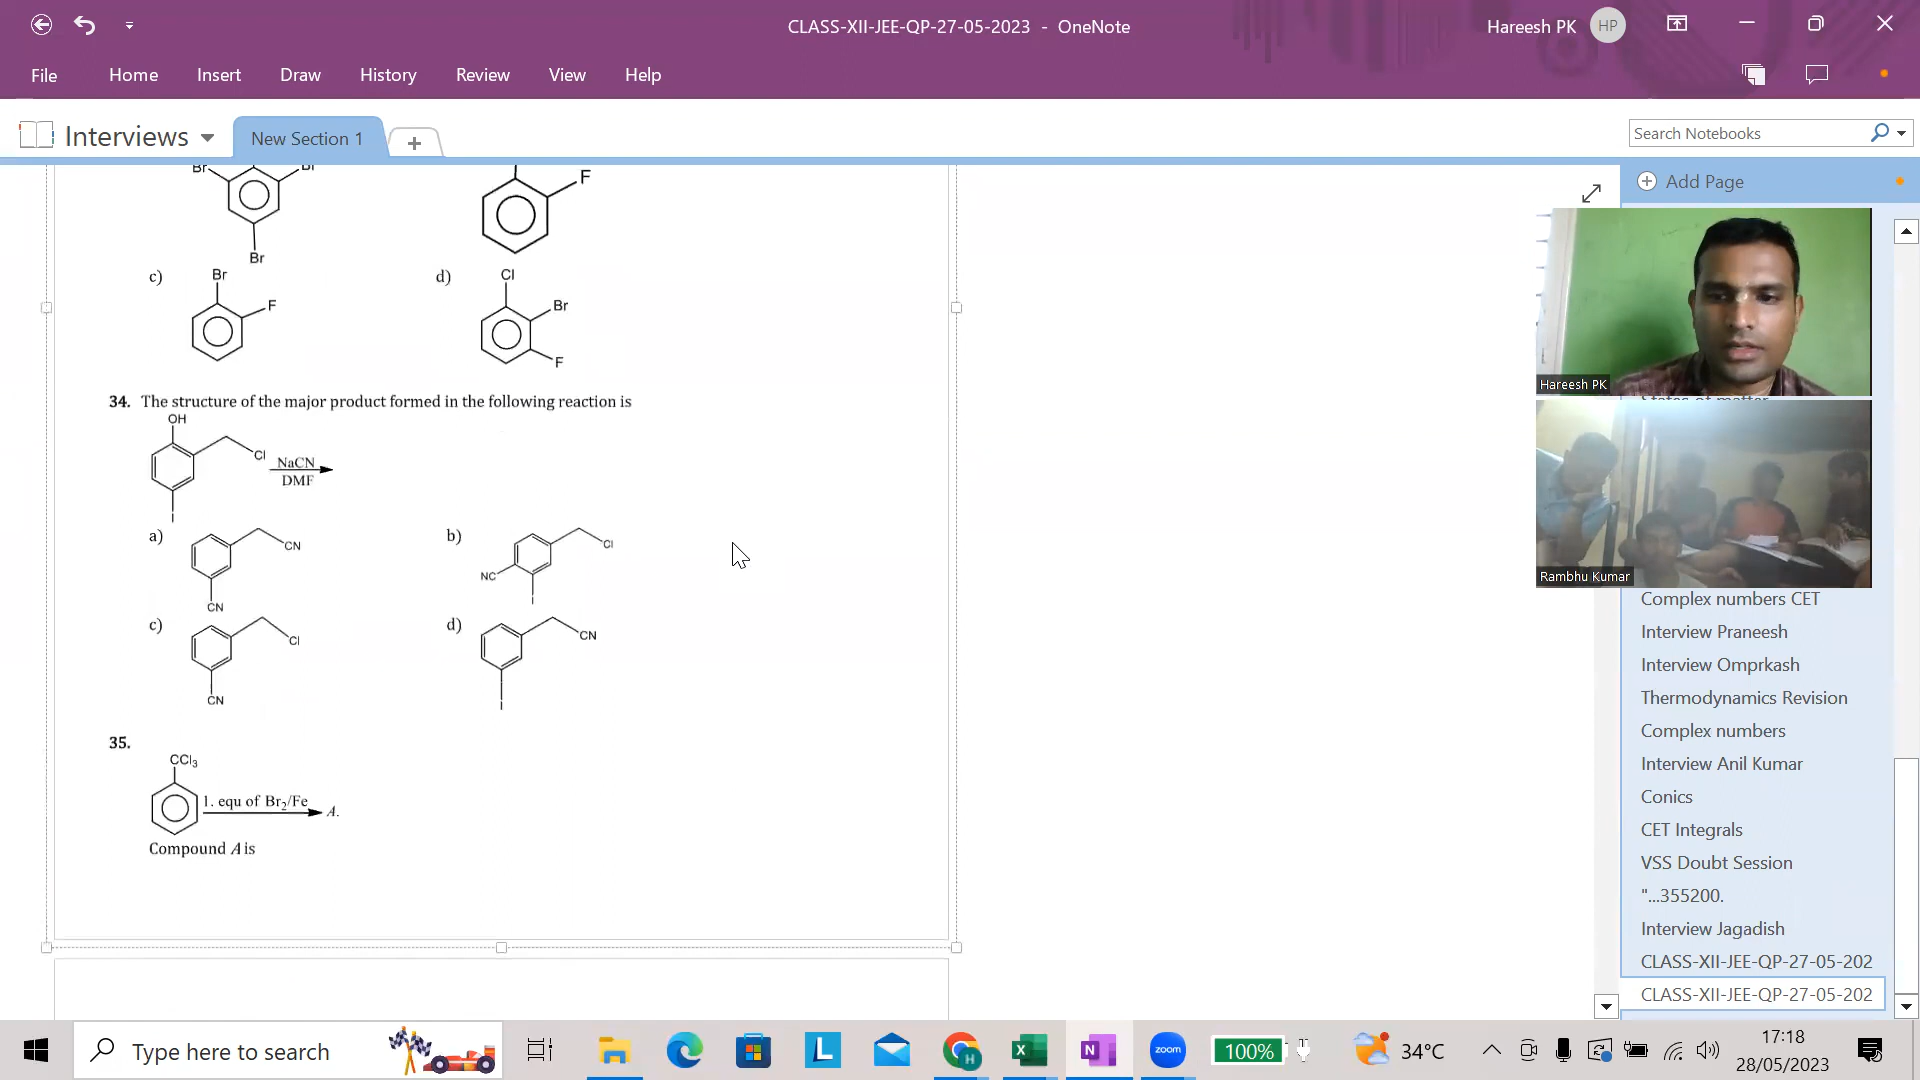 CLASS-XII-JEE-QP-27-05-2023 - OneNote
Hareesh PK
HP
File Home Insert Draw History Review View Help
Interviews
New Section 1
+
Search Notebooks
Add Page
Br Br
Br
F
c)
Br
F
d)
Cl
Br
F
34. The structure of the major product formed in the following reaction is
OH
Cl
NaCN
DMF
I
a)
CN
CN
b)
Cl
NC
I
c)
Cl
CN
d)
CN
I
35.
CCl3
1. equ of Br2/Fe
A.
Compound A is
Hareesh PK
Rambhu Kumar
States of matter
Complex numbers CET
Interview Praneesh
Interview Omprkash
Thermodynamics Revision
Complex numbers
Interview Anil Kumar
Conics
CET Integrals
VSS Doubt Session
"...355200.
Interview Jagadish
CLASS-XII-JEE-QP-27-05-202
CLASS-XII-JEE-QP-27-05-202
Type here to search
L
H
X
N
zoom
100%
34°C
17:18
28/05/2023